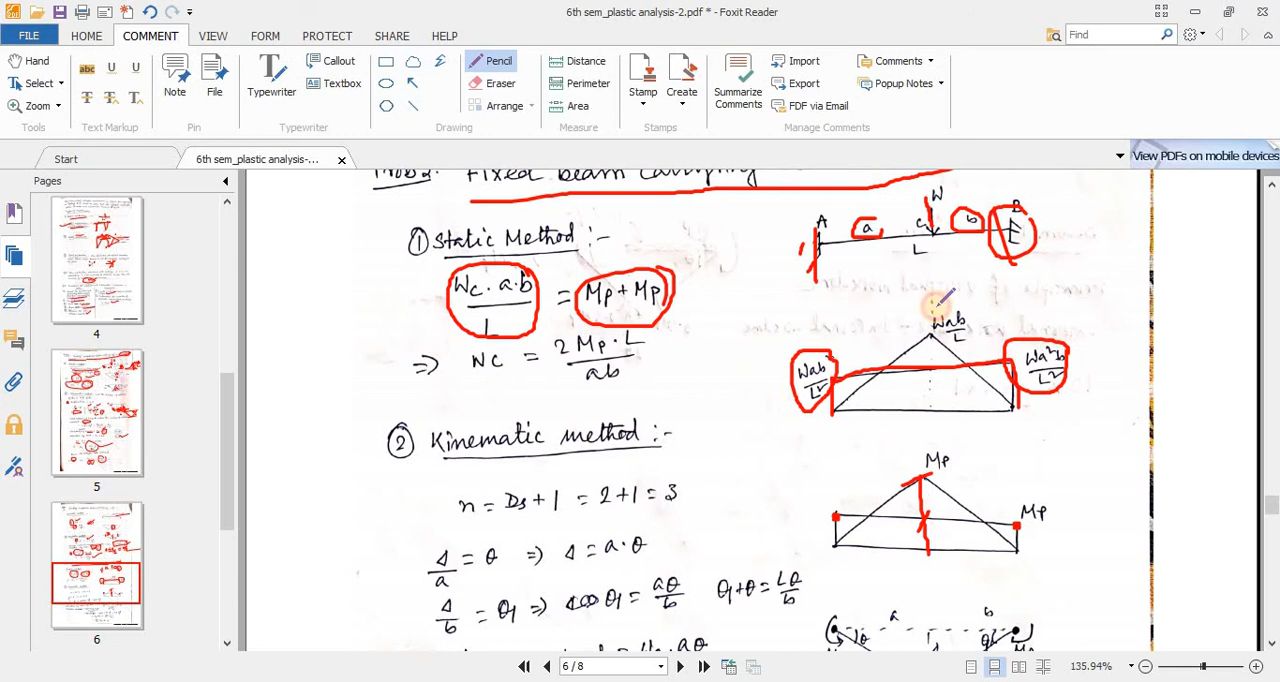 6th sem_plastic analysis-2.pdf * - Foxit Reader
FILE HOME COMMENT VIEW FORM PROTECT SHARE HELP
Find
Hand
Select
Zoom
Tools
abc U U
T T T
Text Markup
Note
File
Pin
Typewriter
Callout
Textbox
Typewriter
Pencil
Eraser
Arrange
Drawing
Distance
Perimeter
Area
Measure
Stamp
Create
Stamps
Summarize
Comments
Import
Export
FDF via Email
Comments
Popup Notes
Manage Comments
Start
6th sem_plastic analysis-...
View PDFs on mobile devices
Pages
4
5
6
Fixed beam carrying
① Static Method :-
Wc · a·b / L = Mp + Mp
⇒ Wc = 2 Mp · L / ab
A a C W b B
L
Wab/L
Wab²/L²
Wa²b/L²
② Kinematic method :-
n = Ds + 1 = 2 + 1 = 3
Mp
Mp
Δ/a = θ ⇒ Δ = a · θ
Δ/b = θ1 ⇒ θ1 = aθ/b θ1 + θ = Lθ/b
a b
θ θ1
6 / 8
135.94%